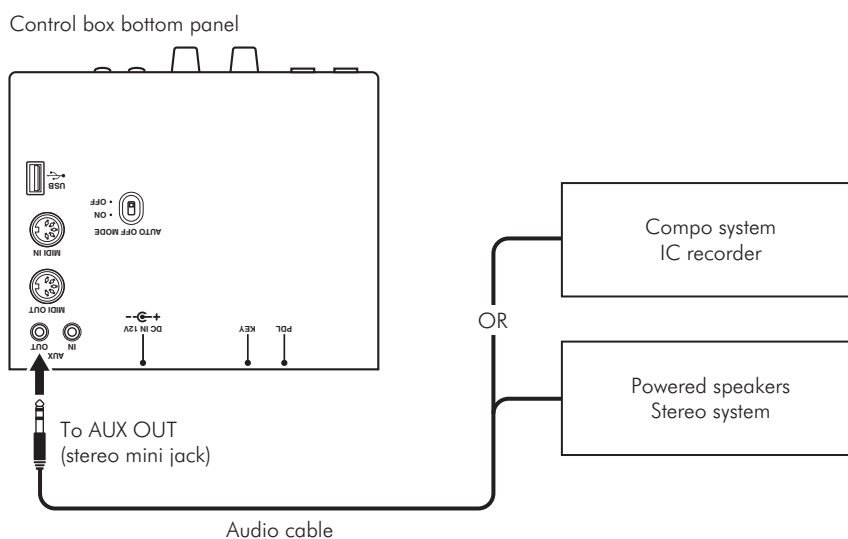 Control box bottom panel
USB
OFF •
ON •
AUTO OFF MODE
MIDI IN
MIDI OUT
OUT
IN
AUX
DC IN 12V
KEY
PDL
Compo system
IC recorder
OR
Powered speakers
Stereo system
To AUX OUT
(stereo mini jack)
Audio cable